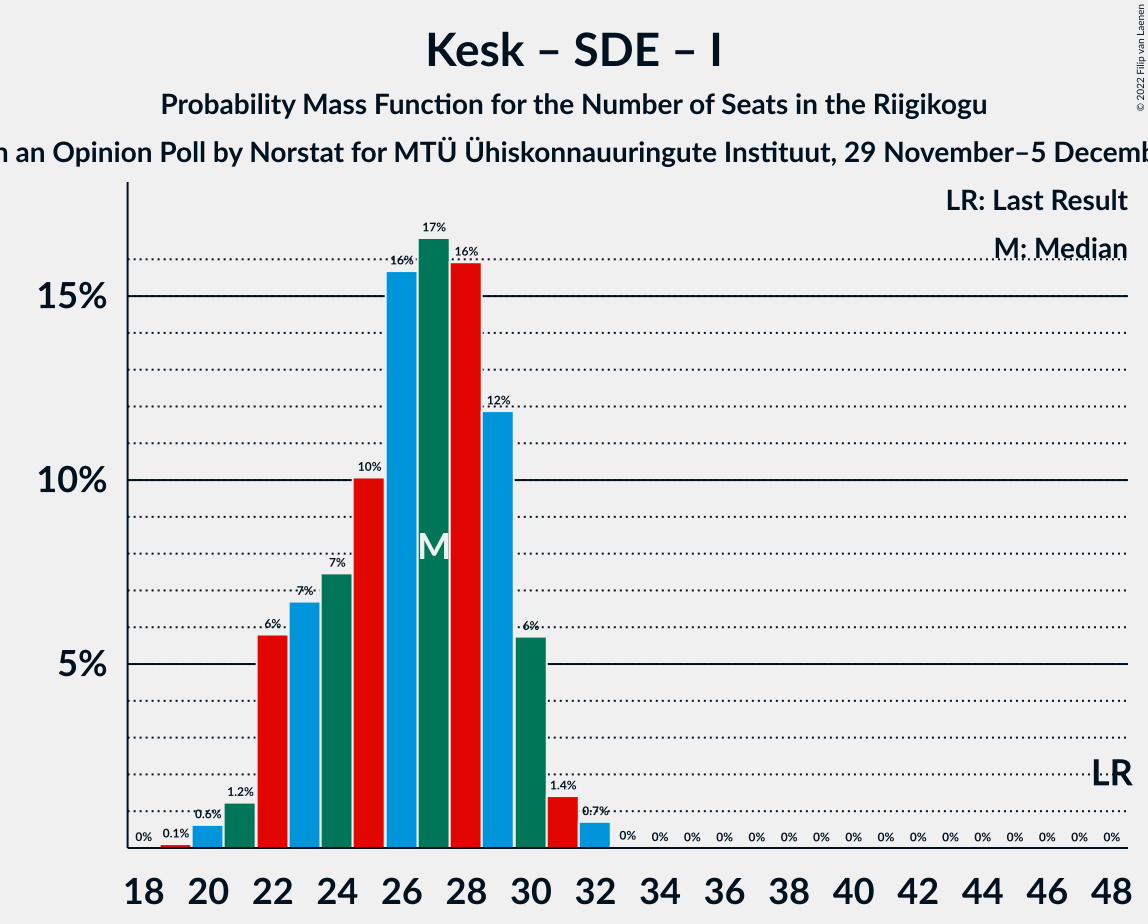 Kesk – SDE – I
Probability Mass Function for the Number of Seats in the Riigikogu
an Opinion Poll by Norstat for MTÜ Ühiskonnauuringute Instituut, 29 November–5
© 2022 Filip van Laenen
LR: Last Result
M: Median
15%
10%
5%
0% 0.1% 0.6% 1.2% 6% 7% 7% 10% 16% 17% 16% 12% 6% 1.4% 0.7% 0% 0% 0% 0% 0% 0% 0% 0% 0% 0% 0% 0% 0% 0% 0% 0%
M
LR
18 20 22 24 26 28 30 32 34 36 38 40 42 44 46 48